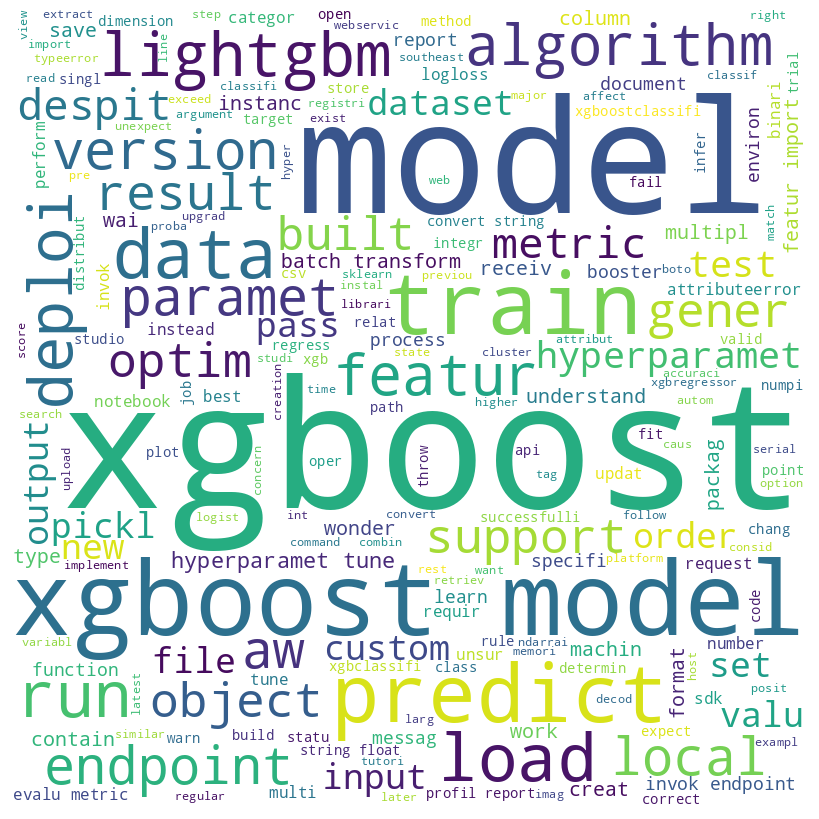 view
extract
import
step
dimension
save
categor
open
webservic
report
method
column
right
line
typeerror
read
singl
lightgbm
classifi
southeast
logloss
algorithm
document
classif
trial
despit
exceed
argument
instanc
store
registri
dataset
major
affect
xgboostclassifi
binari
import
unexpect
target
exist
version
perform
pre
hyper
model
web
fail
infer
environ
featur
result
wai
upgrad
proba
built
convert string
integr
metric
multipl
match
deploi
distribut
data
batch transform
receiv
booster
boto
test
invok
csv
sklearn
previou
attributeerror
paramet
instal
librari
train
gener
score
studio
instead
pass
relat
process
regress
attribut
valid
optim
studi
xgb
state
cluster
hyperparamet
accuraci
featur
creation
time
higher
understand
xgbregressor
numpi
search
notebook
job
best
path
autom
output
upload
plot
xgboost
concern
oper
throw
api
fit
caus
serial
tag
updat
packag
point
option
pickl
logist
int
convert
successfulli
follow
chang
type
new
command
combin
wonder
support
order
consid
implement
hyperparamet tune
rest
want
specifi
platform
request
retriev
learn
requir
code
xgboost model
variabl
function
file
aw
custom
rule
ndarrai
memori
unsur
machin
number
latest
tune
xgbclassifi
class
determin
format
host
set
run
object
predict
decod
sdk
posit
valu
contain
similar
warn
build
statu
larg
messag
work
expect
string float
tutori
endpoint
input
load
local
exampl
evalu metric
regular
multi
later
profil report
imag
creat
correct
invok endpoint